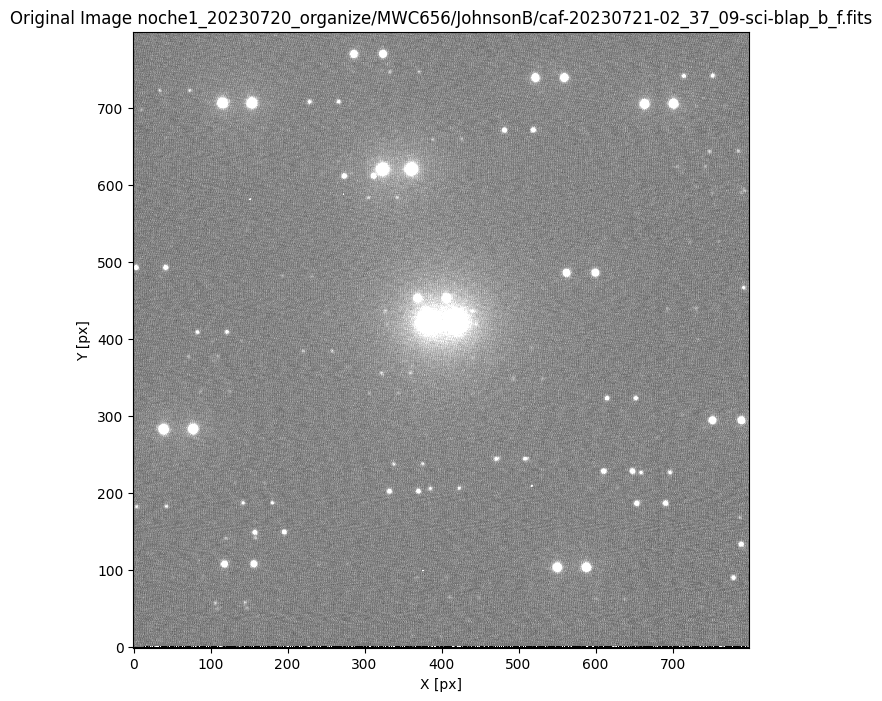 Original Image noche1_20230720_organize/MWC656/JohnsonB/caf-20230721-02_37_09-sci-blap_b_f.fits
700
600
500
400
300
200
100
0
Y [px]
0 100 200 300 400 500 600 700
X [px]